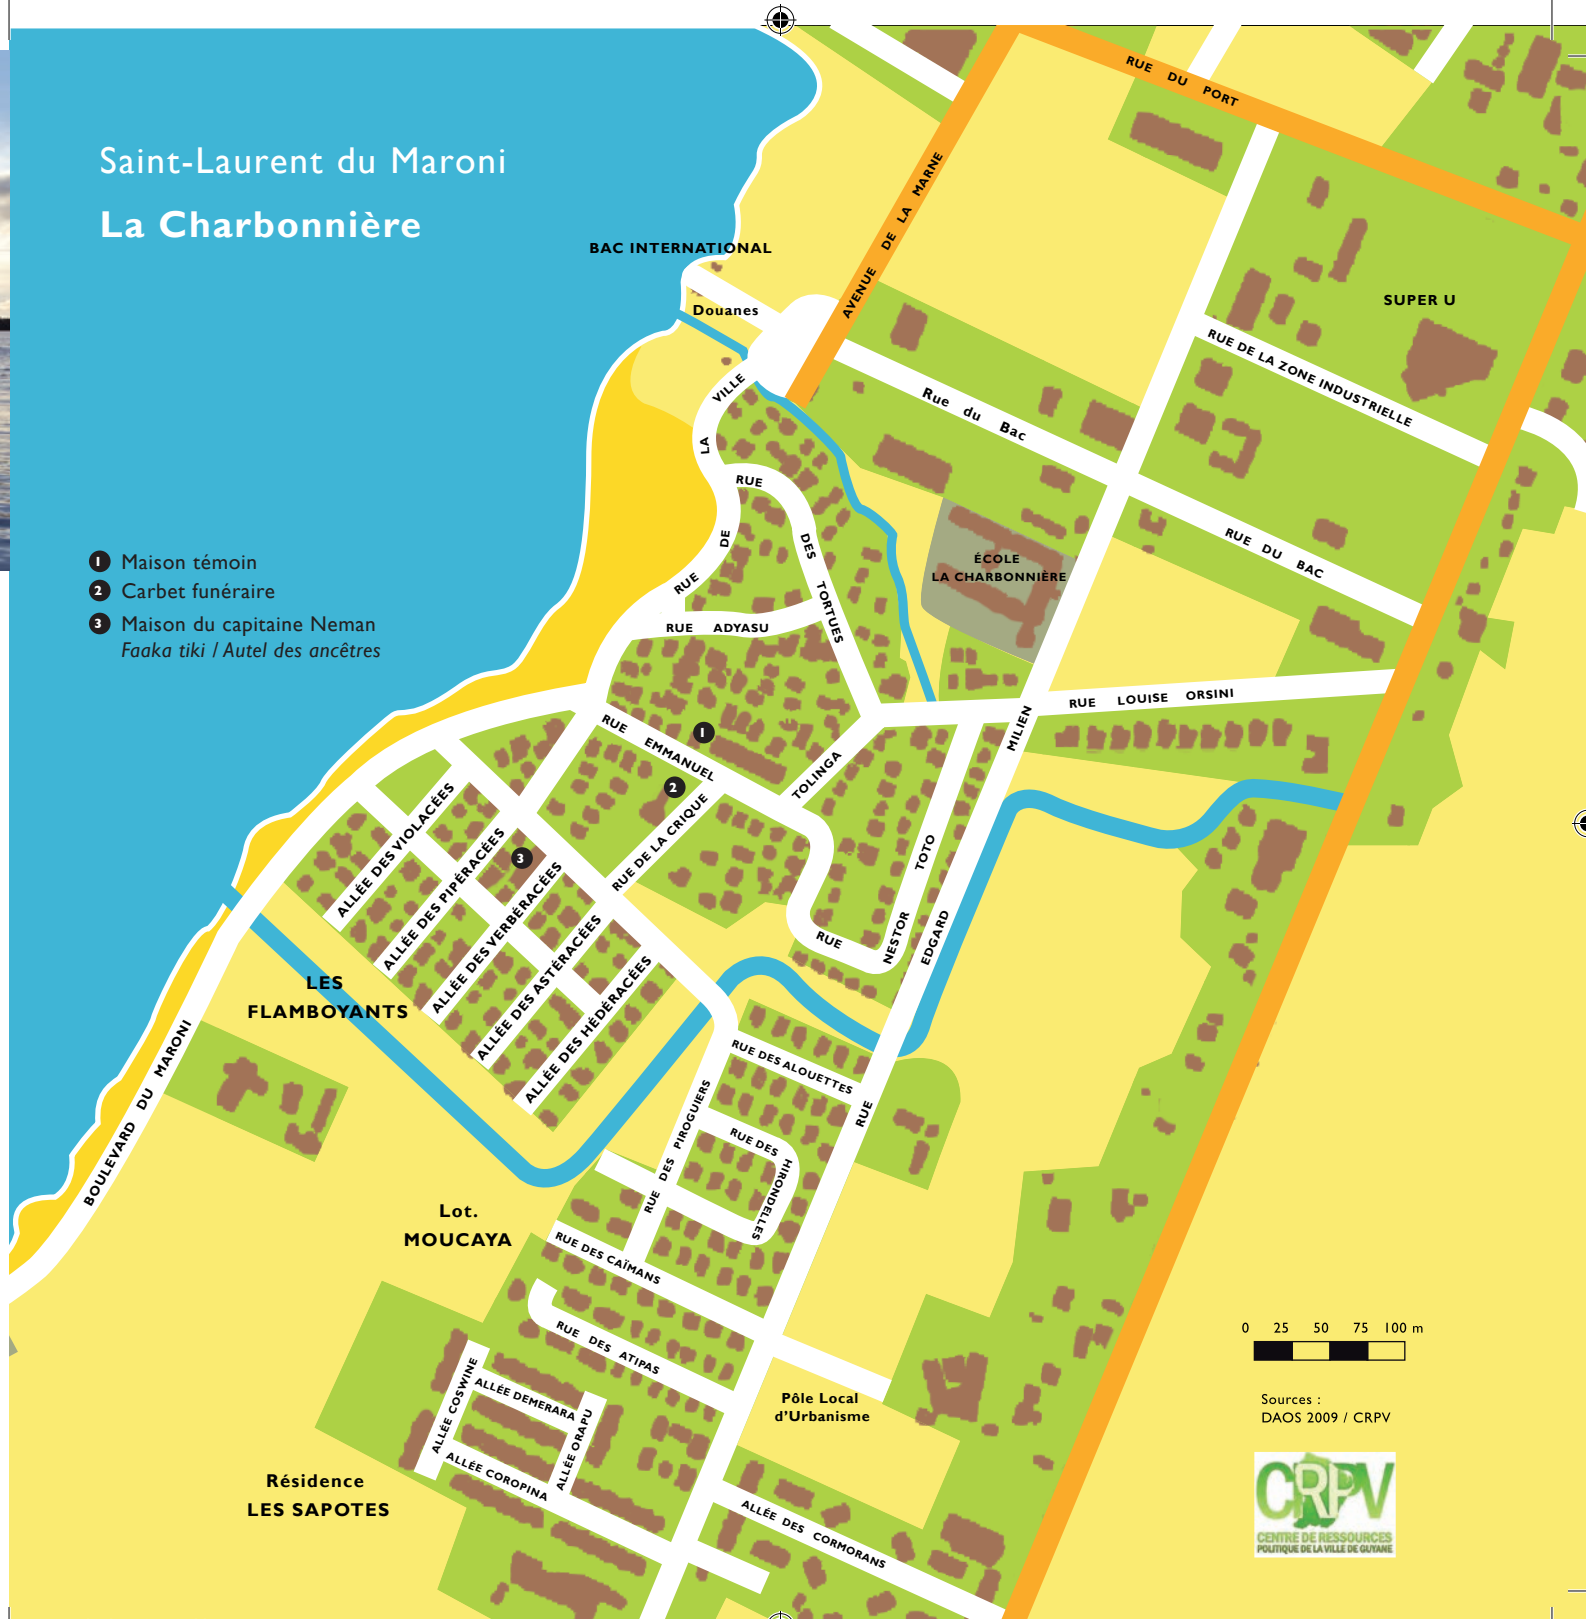 Saint-Laurent du Maroni
La Charbonnière
1 Maison témoin
2 Carbet funéraire
3 Maison du capitaine Neman
Faaka tiki / Autel des ancêtres
RUE DU PORT
AVENUE DE LA MARNE
BAC INTERNATIONAL
Douanes
SUPER U
RUE DE LA ZONE INDUSTRIELLE
Rue du Bac
RUE DU BAC
RUE DE LA VILLE
RUE DES TORTUES
ÉCOLE
LA CHARBONNIÈRE
RUE ADYASU
RUE LOUISE ORSINI
RUE EMMANUEL TOLINGA
1
2
3
RUE DE LA CRIQUE
RUE NESTOR TOTO
RUE EDGARD MILIEN
ALLÉE DES VIOLACÉES
ALLÉE DES PIPÉRACÉES
ALLÉE DES VERBÉRACÉES
ALLÉE DES ASTÉRACÉES
ALLÉE DES HÉDÉRACÉES
LES
FLAMBOYANTS
BOULEVARD DU MARONI
RUE DES ALOUETTES
RUE DES PIROGUIERS
RUE DES HIRONDELLES
Lot.
MOUCAYA
RUE DES CAÏMANS
RUE DES ATIPAS
ALLÉE COSWINE
ALLÉE DEMERARA
ALLÉE ORAPU
ALLÉE COROPINA
Résidence
LES SAPOTES
Pôle Local
d'Urbanisme
ALLÉE DES CORMORANS
0 25 50 75 100 m
Sources :
DAOS 2009 / CRPV
CRPV
CENTRE DE RESSOURCES
POLITIQUE DE LA VILLE DE GUYANE